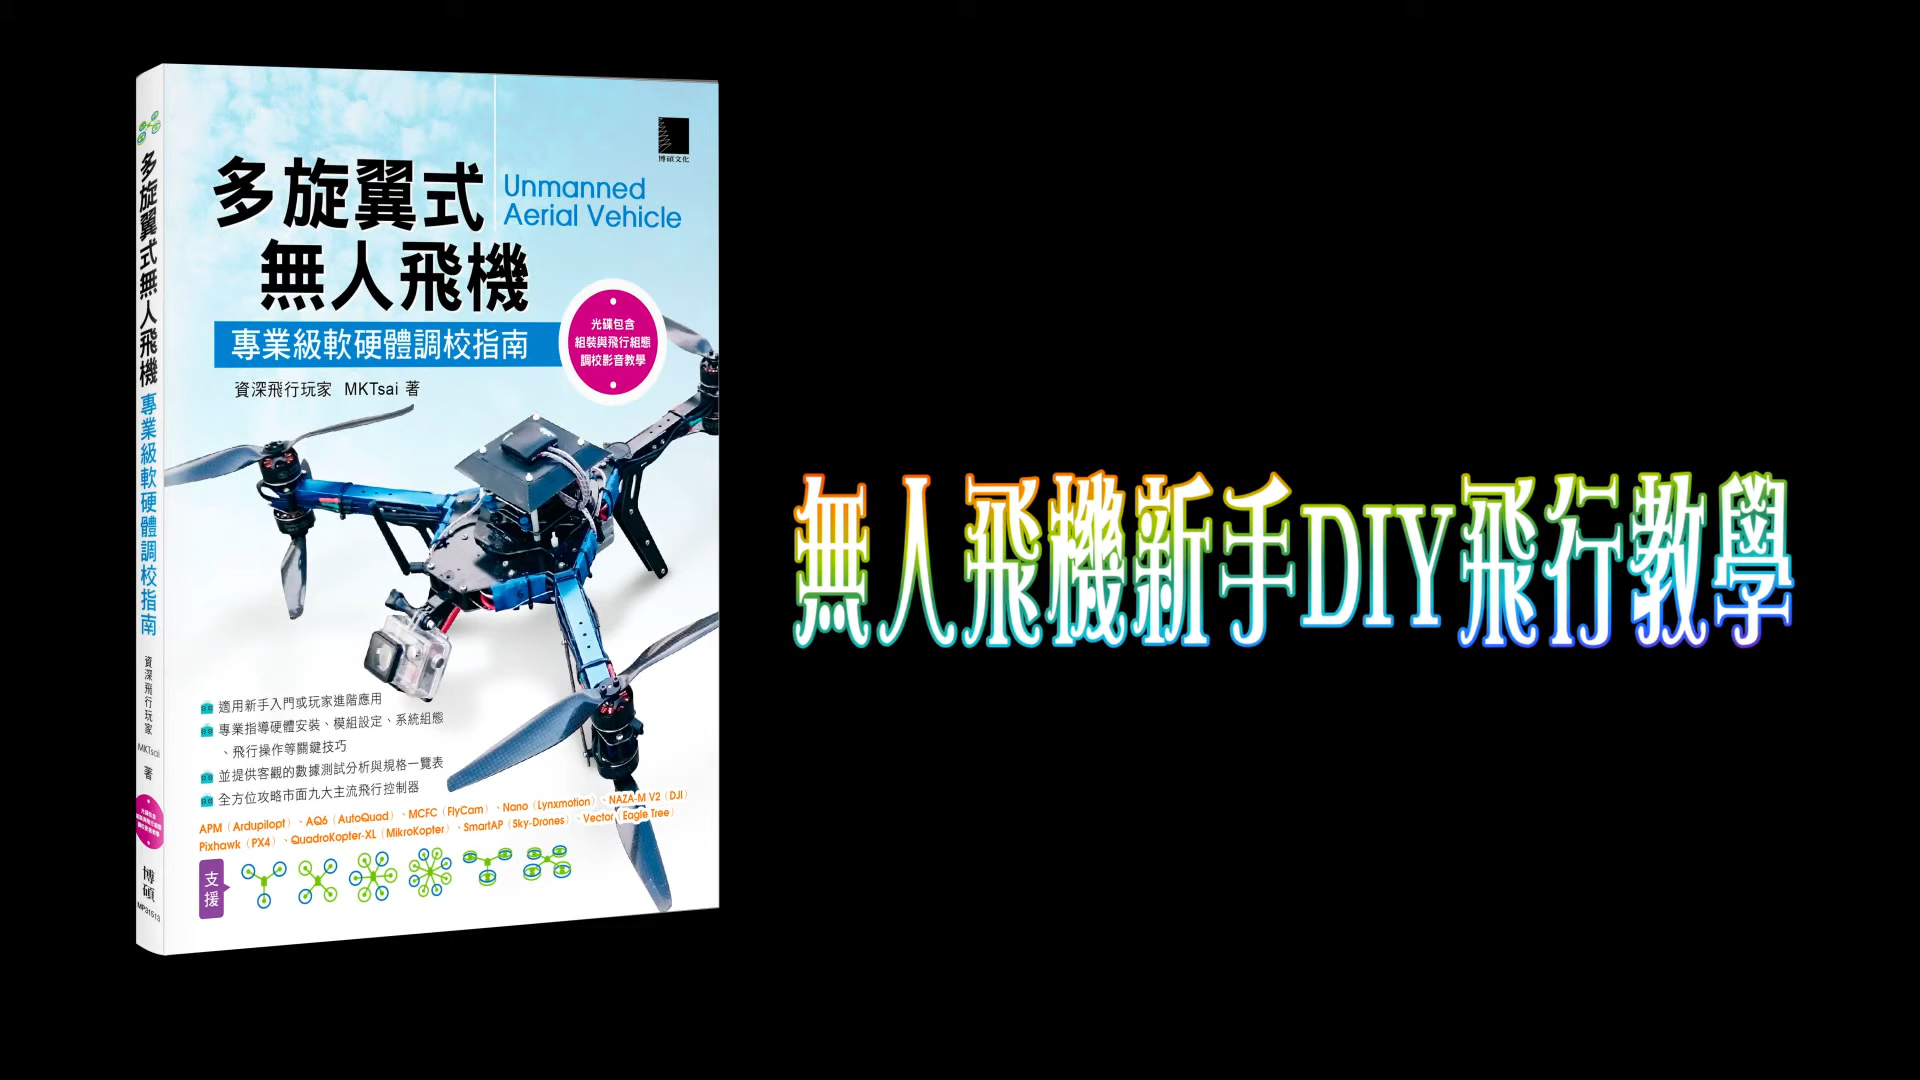 多旋翼式無人飛機 專業級軟硬體調校指南 資深飛行玩家 MKTsai 著
博碩
MP31513
博碩文化
多旋翼式
無人飛機
Unmanned
Aerial Vehicle
專業級軟硬體調校指南
資深飛行玩家 MKTsai 著
光碟包含
組裝與飛行組態
調校影音教學
適用新手入門或玩家進階應用
專業指導硬體安裝、模組設定、系統組態
、飛行操作等關鍵技巧
並提供客觀的數據測試分析與規格一覽表
全方位攻略市面九大主流飛行控制器
APM（Ardupilopt）、AQ6（AutoQuad）、MCFC（FlyCam）、Nano（Lynxmotion）、NAZA-M V2（DJI）
Pixhawk（PX4）、QuadroKopter-XL（MikroKopter）、SmartAP（Sky-Drones）、Vector（Eagle Tree）
支援
無人飛機新手DIY飛行教學